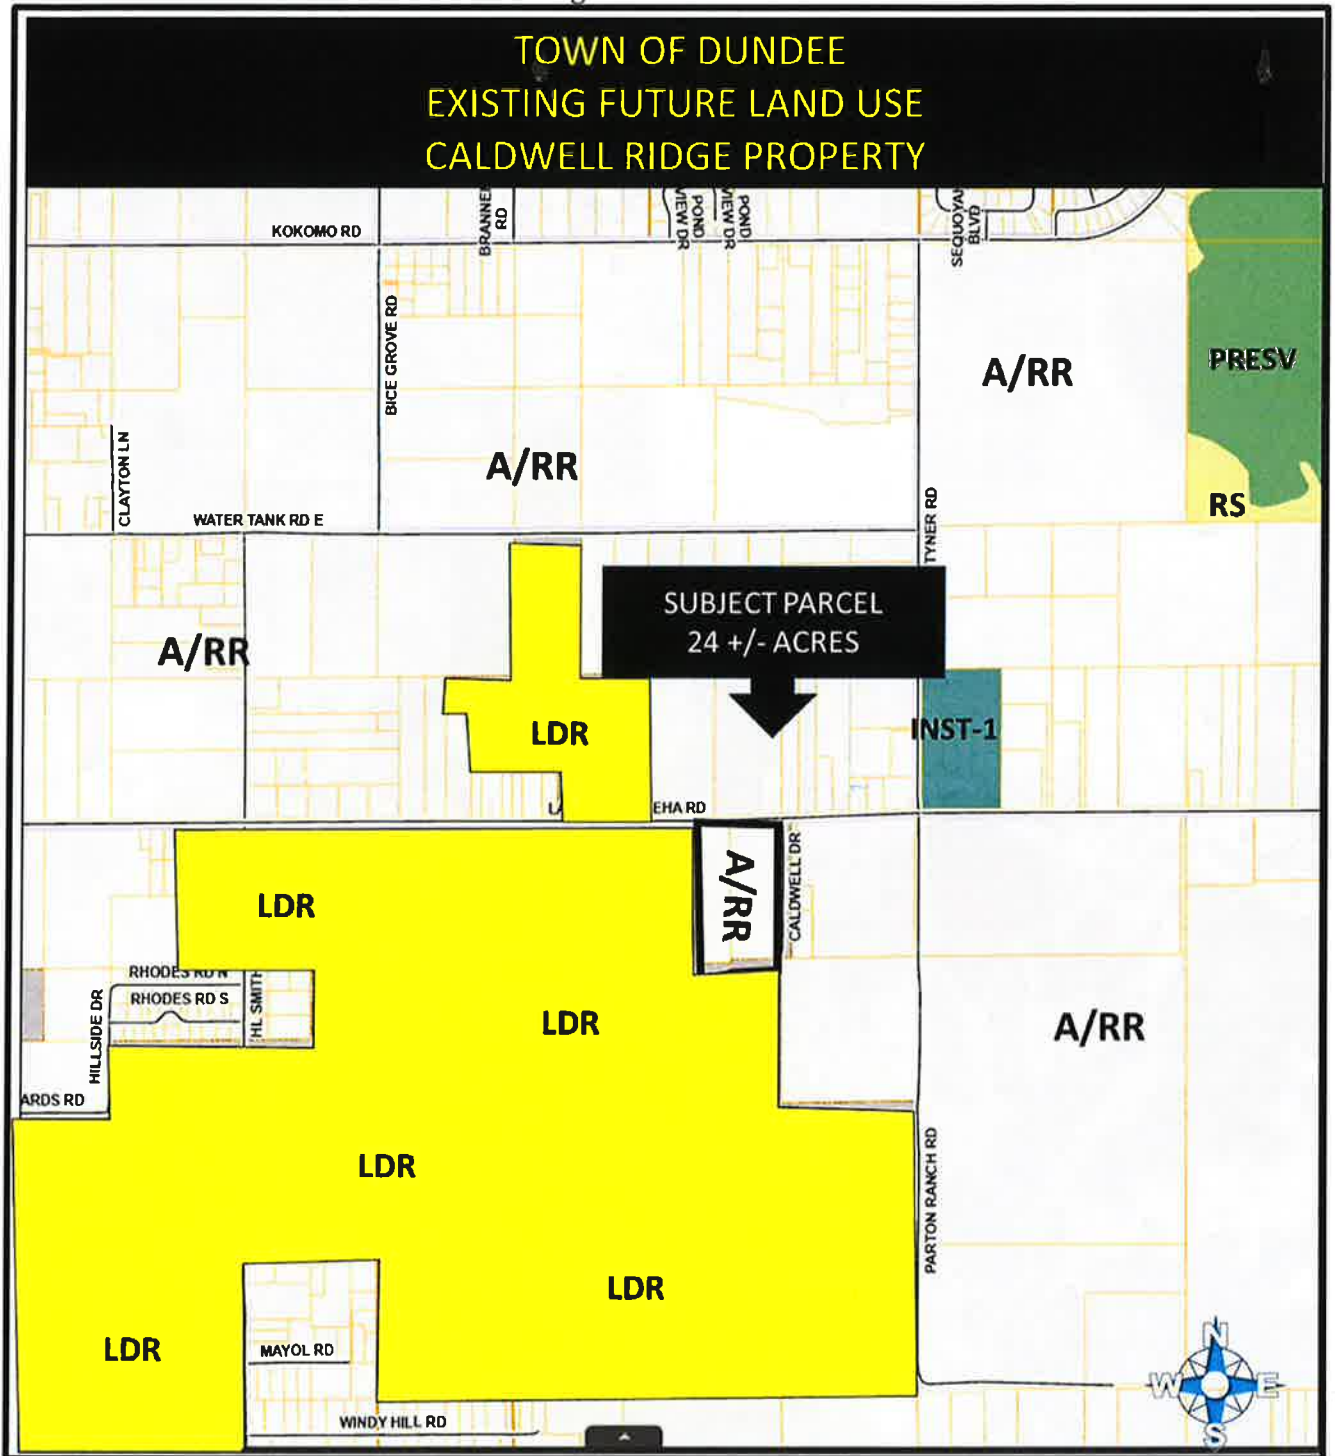 TOWN OF DUNDEE
EXISTING FUTURE LAND USE
CALDWELL RIDGE PROPERTY
KOKOMO RD
RD
POND
VIEW DR
POND
VIEW DR
BLVD
BICE GROVE RD
A/RR
PRESV
A/RR
CLAYTON LN
WATER TANK RD E
TYNER RD
RS
SUBJECT PARCEL
24 +/- ACRES
A/RR
LDR
INST-1
EHA RD
A/RR
CALDWELL DR
LDR
RHODES RD N
RHODES RD S
HL SMITH
HILLSIDE DR
LDR
A/RR
ARDS RD
LDR
PARTON RANCH RD
LDR
LDR
MAYOL RD
WINDY HILL RD
N
W
E
S